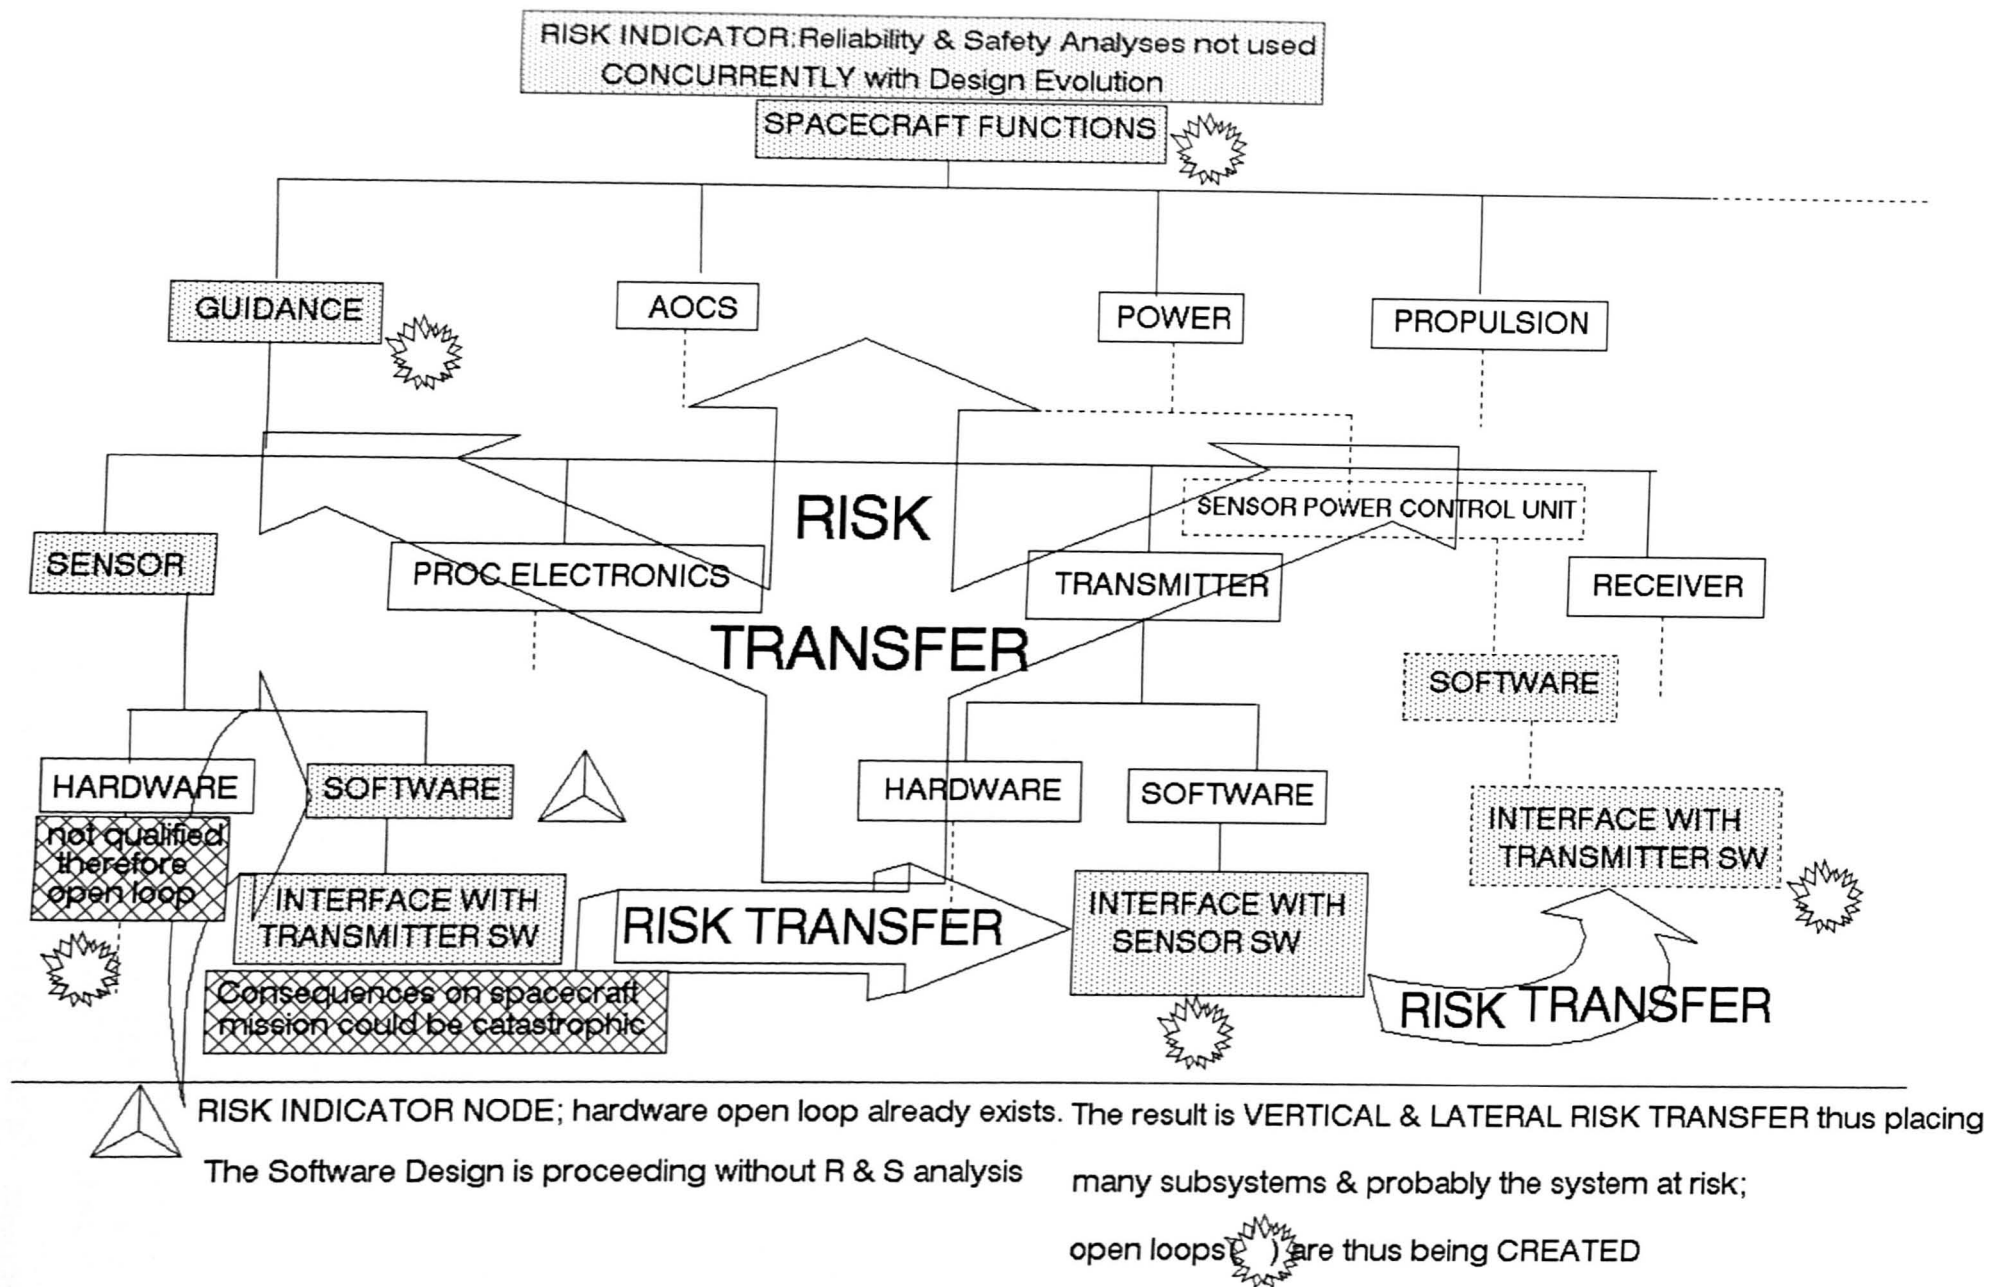 RISK INDICATOR:Reliability & Safety Analyses not used
CONCURRENTLY with Design Evolution
SPACECRAFT FUNCTIONS
GUIDANCE
AOCS
POWER
PROPULSION
RISK
TRANSFER
SENSOR POWER CONTROL UNIT
SENSOR
PROC ELECTRONICS
TRANSMITTER
RECEIVER
SOFTWARE
HARDWARE
SOFTWARE
HARDWARE
SOFTWARE
not qualified
therefore
open loop
INTERFACE WITH
TRANSMITTER SW
RISK TRANSFER
INTERFACE WITH
SENSOR SW
INTERFACE WITH
TRANSMITTER SW
Consequences on spacecraft
mission could be catastrophic
RISK TRANSFER
RISK INDICATOR NODE; hardware open loop already exists.
The Software Design is proceeding without R & S analysis
The result is VERTICAL & LATERAL RISK TRANSFER thus placing
many subsystems & probably the system at risk;
open loops( ) are thus being CREATED